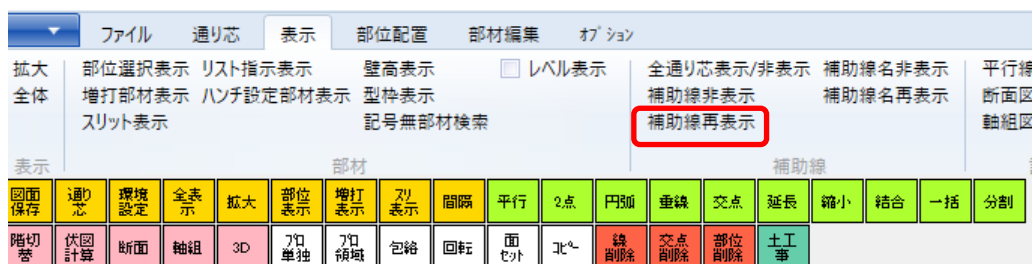 ファイル 通り芯 表示 部位配置 部材編集 ｵﾌﾟｼｮﾝ
拡大 部位選択表示 リスト指示表示 壁高表示 レベル表示 全通り芯表示/非表示 補助線名非表示 平行線
全体 増打部材表示 ハンチ設定部材表示 型枠表示 補助線非表示 補助線名再表示 断面図
スリット表示 記号無部材検索 補助線再表示 軸組図
表示 部材 補助線
図面保存 通り芯 環境設定 全表示 拡大 部位表示 増打表示 ｽﾘ表示 間隔 平行 2点 円弧 垂線 交点 延長 縮小 結合 一括 分割
階切替 伏図計算 断面 軸組 3D ﾌﾛ単独 ﾌﾛ領域 包絡 回転 面ｾｯﾄ ｺﾋﾟｰ 線削除 交点削除 部位削除 土工事